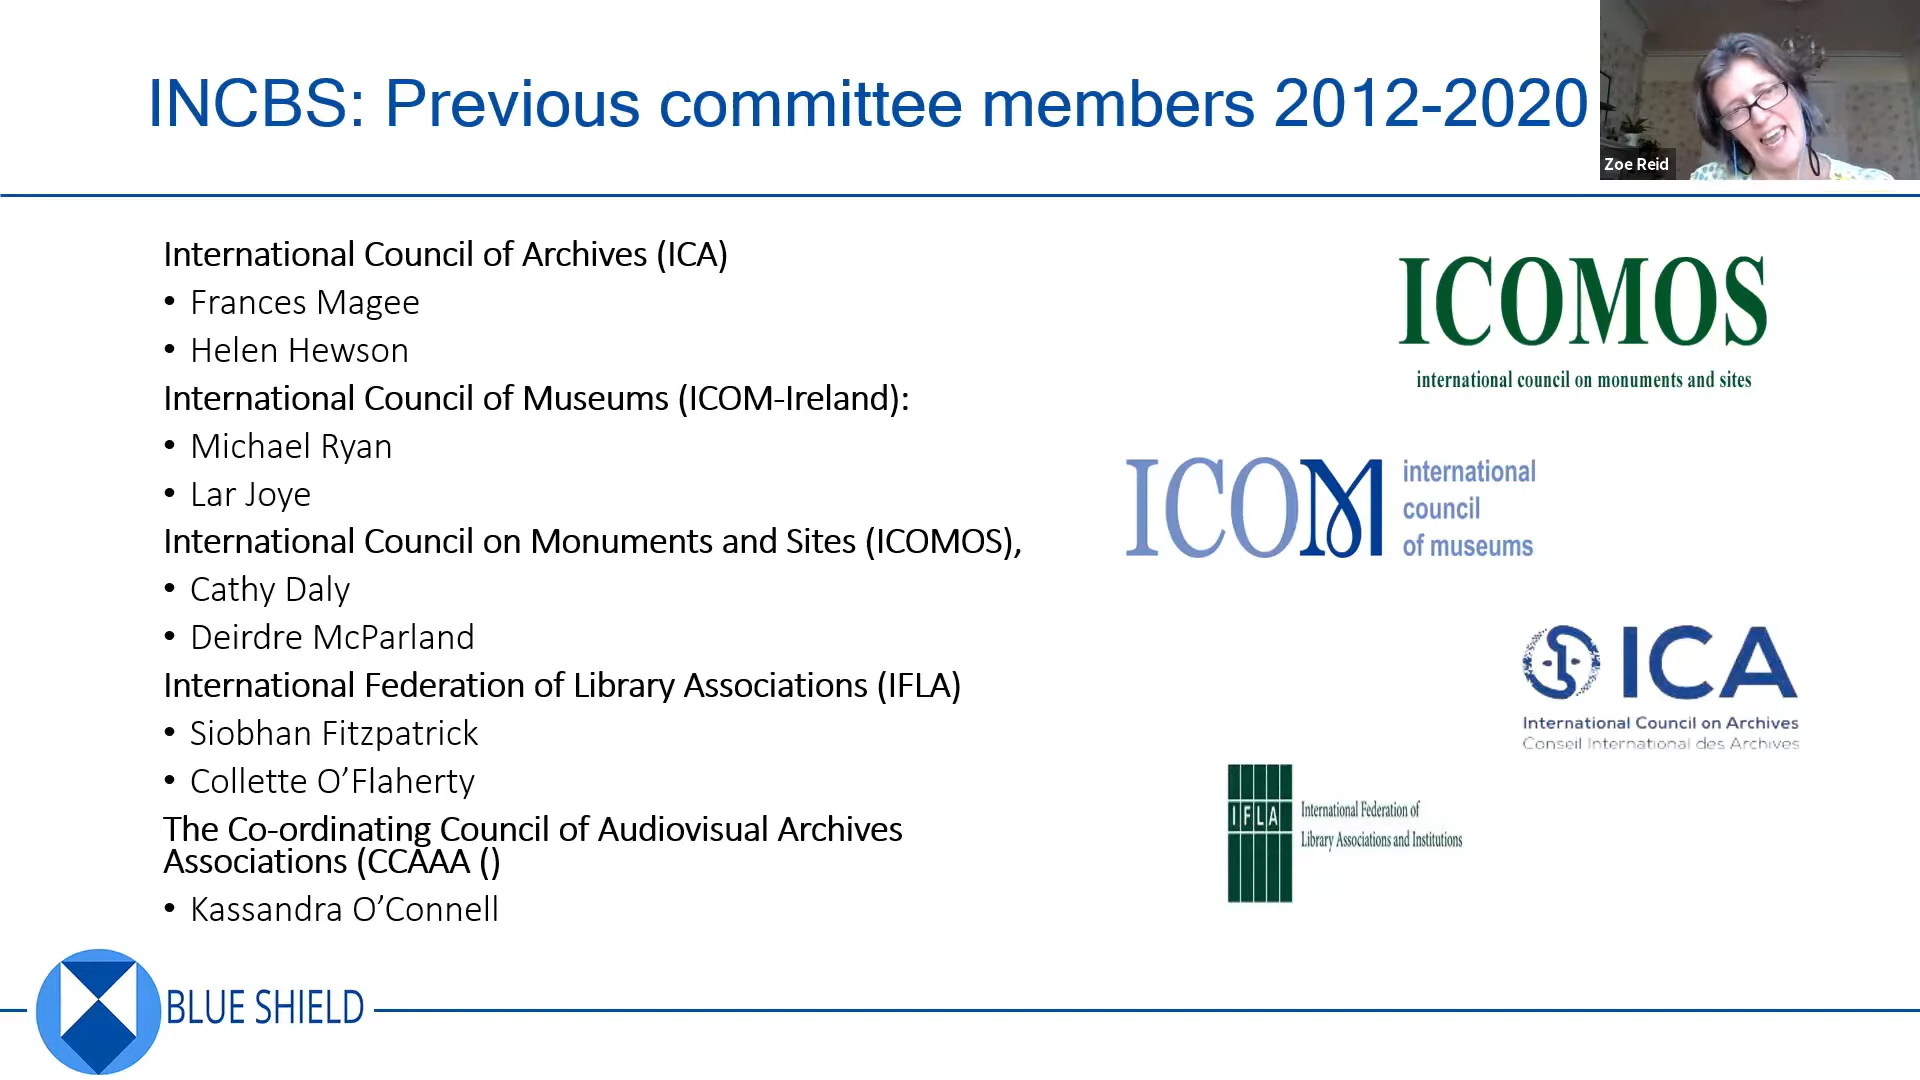 INCBS: Previous committee members 2012-2020
Zoe Reid
International Council of Archives (ICA)
• Frances Magee
• Helen Hewson
International Council of Museums (ICOM-Ireland):
• Michael Ryan
• Lar Joye
International Council on Monuments and Sites (ICOMOS),
• Cathy Daly
• Deirdre McParland
International Federation of Library Associations (IFLA)
• Siobhan Fitzpatrick
• Collette O’Flaherty
The Co-ordinating Council of Audiovisual Archives
Associations (CCAAA ()
• Kassandra O’Connell
ICOMOS
international council on monuments and sites
ICOM
international
council
of museums
ICA
International Council on Archives
Conseil International des Archives
IFLA
International Federation of
Library Associations and Institutions
BLUE SHIELD